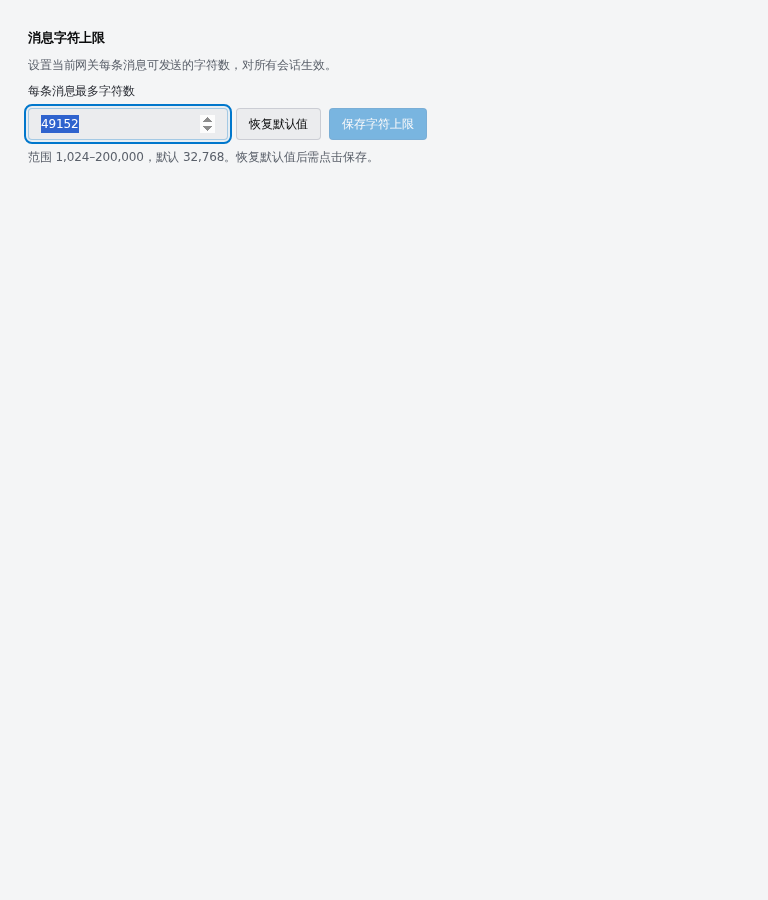 消息字符上限
设置当前网关每条消息可发送的字符数，对所有会话生效。
每条消息最多字符数
49152 恢复默认值 保存字符上限
范围 1,024–200,000，默认 32,768。恢复默认值后需点击保存。